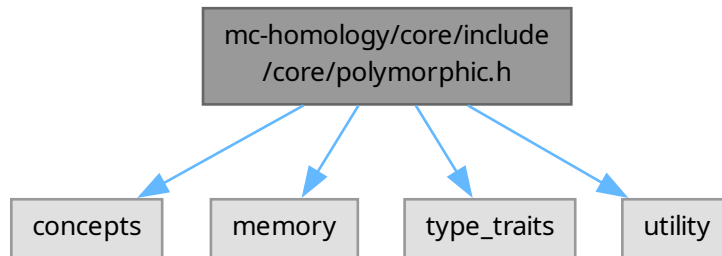 mc-homology/core/include
/core/polymorphic.h
concepts
memory
type_traits
utility